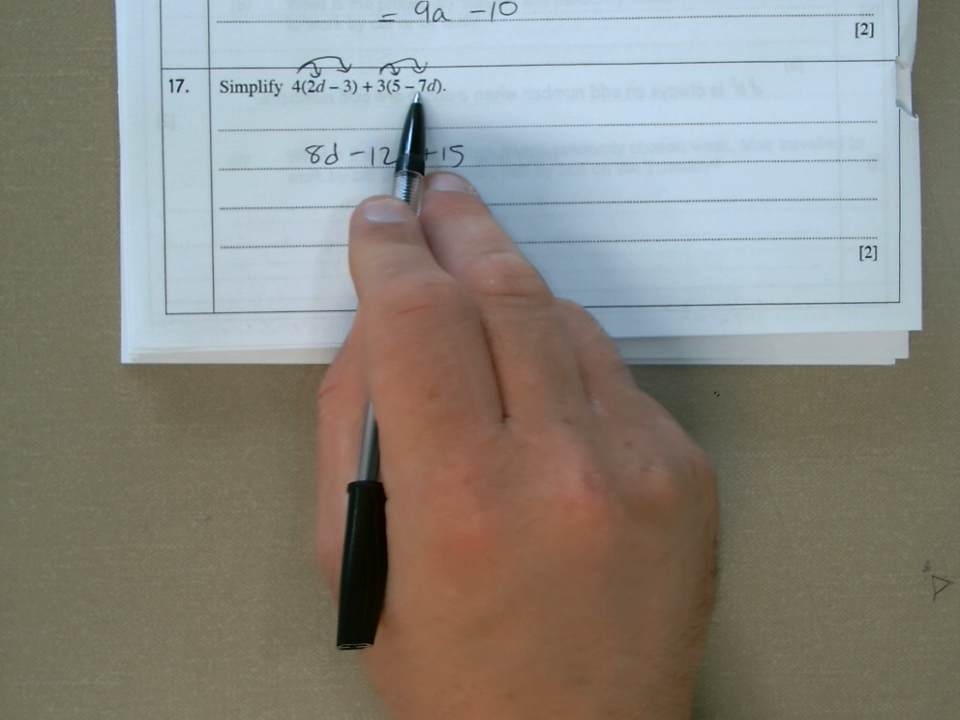 = 9a - 10
[2]
17. Simplify 4(2d – 3) + 3(5 – 7d).
8d - 12 + 15
[2]